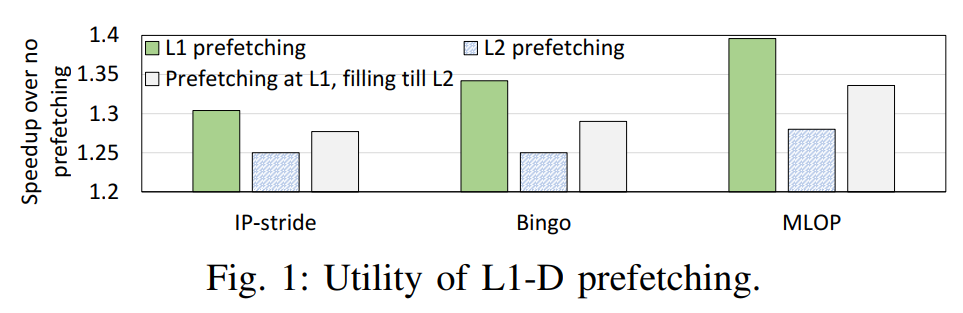 Speedup over no
prefetching
1.4
1.35
1.3
1.25
1.2
L1 prefetching
L2 prefetching
Prefetching at L1, filling till L2
IP-stride
Bingo
MLOP
Fig. 1: Utility of L1-D prefetching.